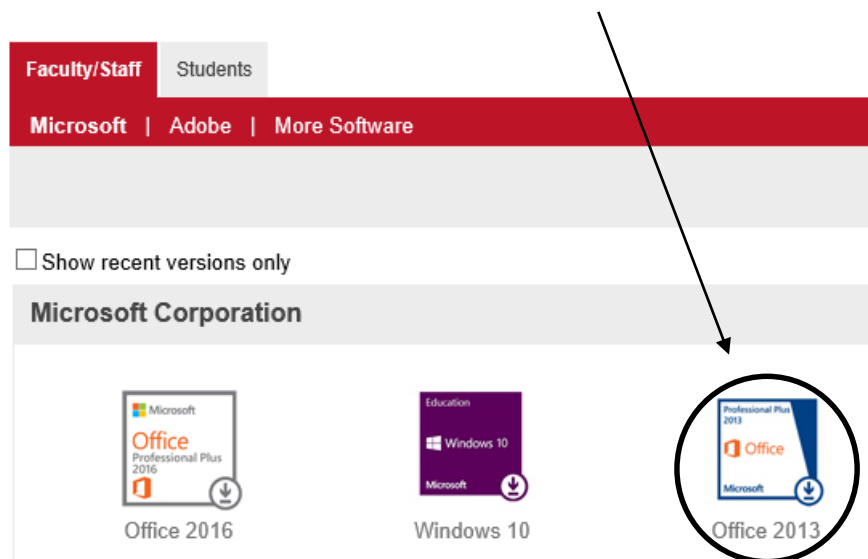 Faculty/Staff Students
Microsoft | Adobe | More Software
Show recent versions only
Microsoft Corporation
Microsoft
Office
Professional Plus
2016
Office 2016
Education
Windows 10
Microsoft
Windows 10
Professional Plus
2013
Office
Microsoft
Office 2013